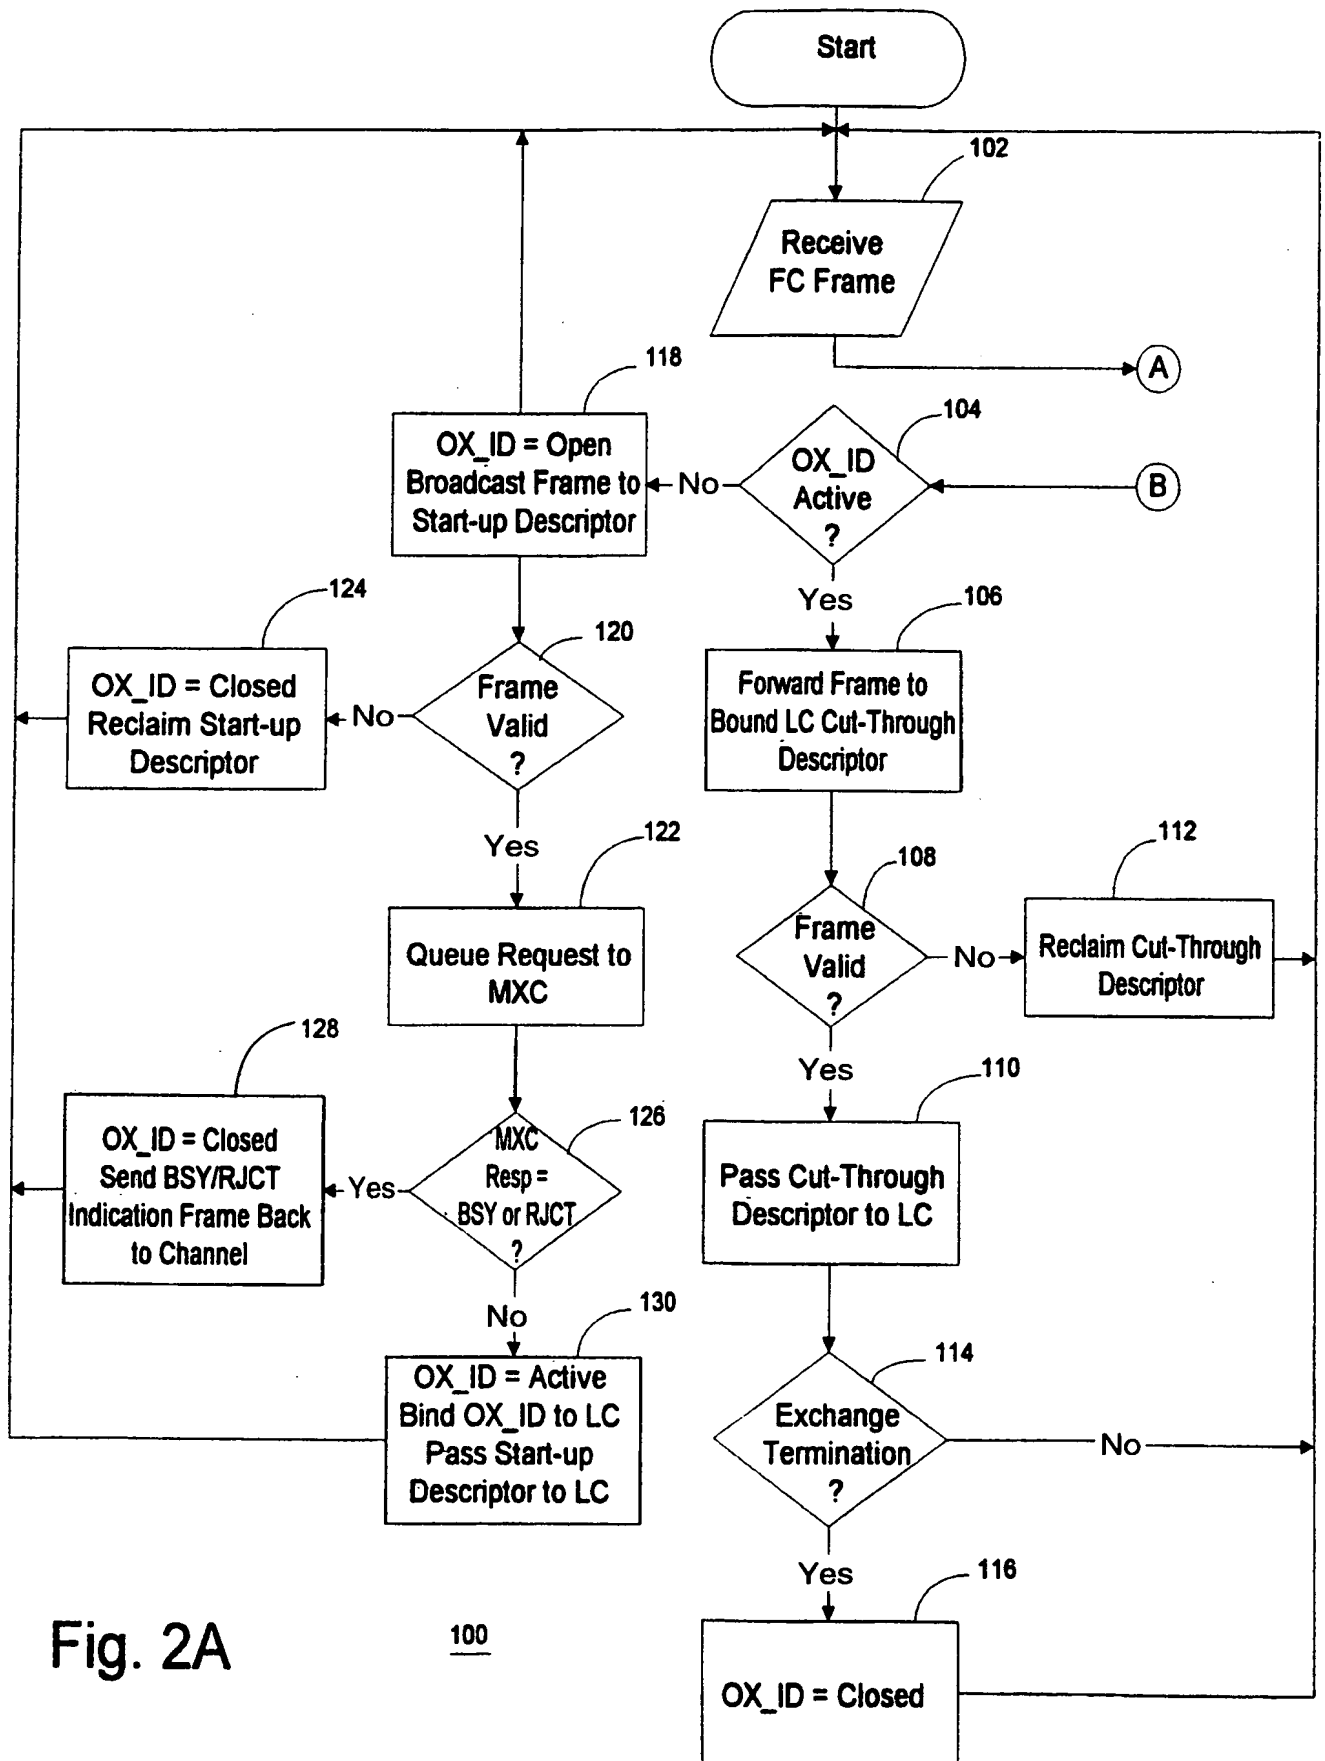 Start
102
Receive
FC Frame
A
118
OX_ID = Open
Broadcast Frame to
Start-up Descriptor
No
104
OX_ID
Active
?
B
Yes
124
OX_ID = Closed
Reclaim Start-up
Descriptor
No
120
Frame
Valid
?
106
Forward Frame to
Bound LC Cut-Through
Descriptor
Yes
122
Queue Request to
MXC
108
Frame
Valid
?
No
112
Reclaim Cut-Through
Descriptor
Yes
128
OX_ID = Closed
Send BSY/RJCT
Indication Frame Back
to Channel
Yes
126
MXC
Resp =
BSY or RJCT
?
110
Pass Cut-Through
Descriptor to LC
No
130
OX_ID = Active
Bind OX_ID to LC
Pass Start-up
Descriptor to LC
114
Exchange
Termination
?
No
Yes
116
OX_ID = Closed
Fig. 2A
100